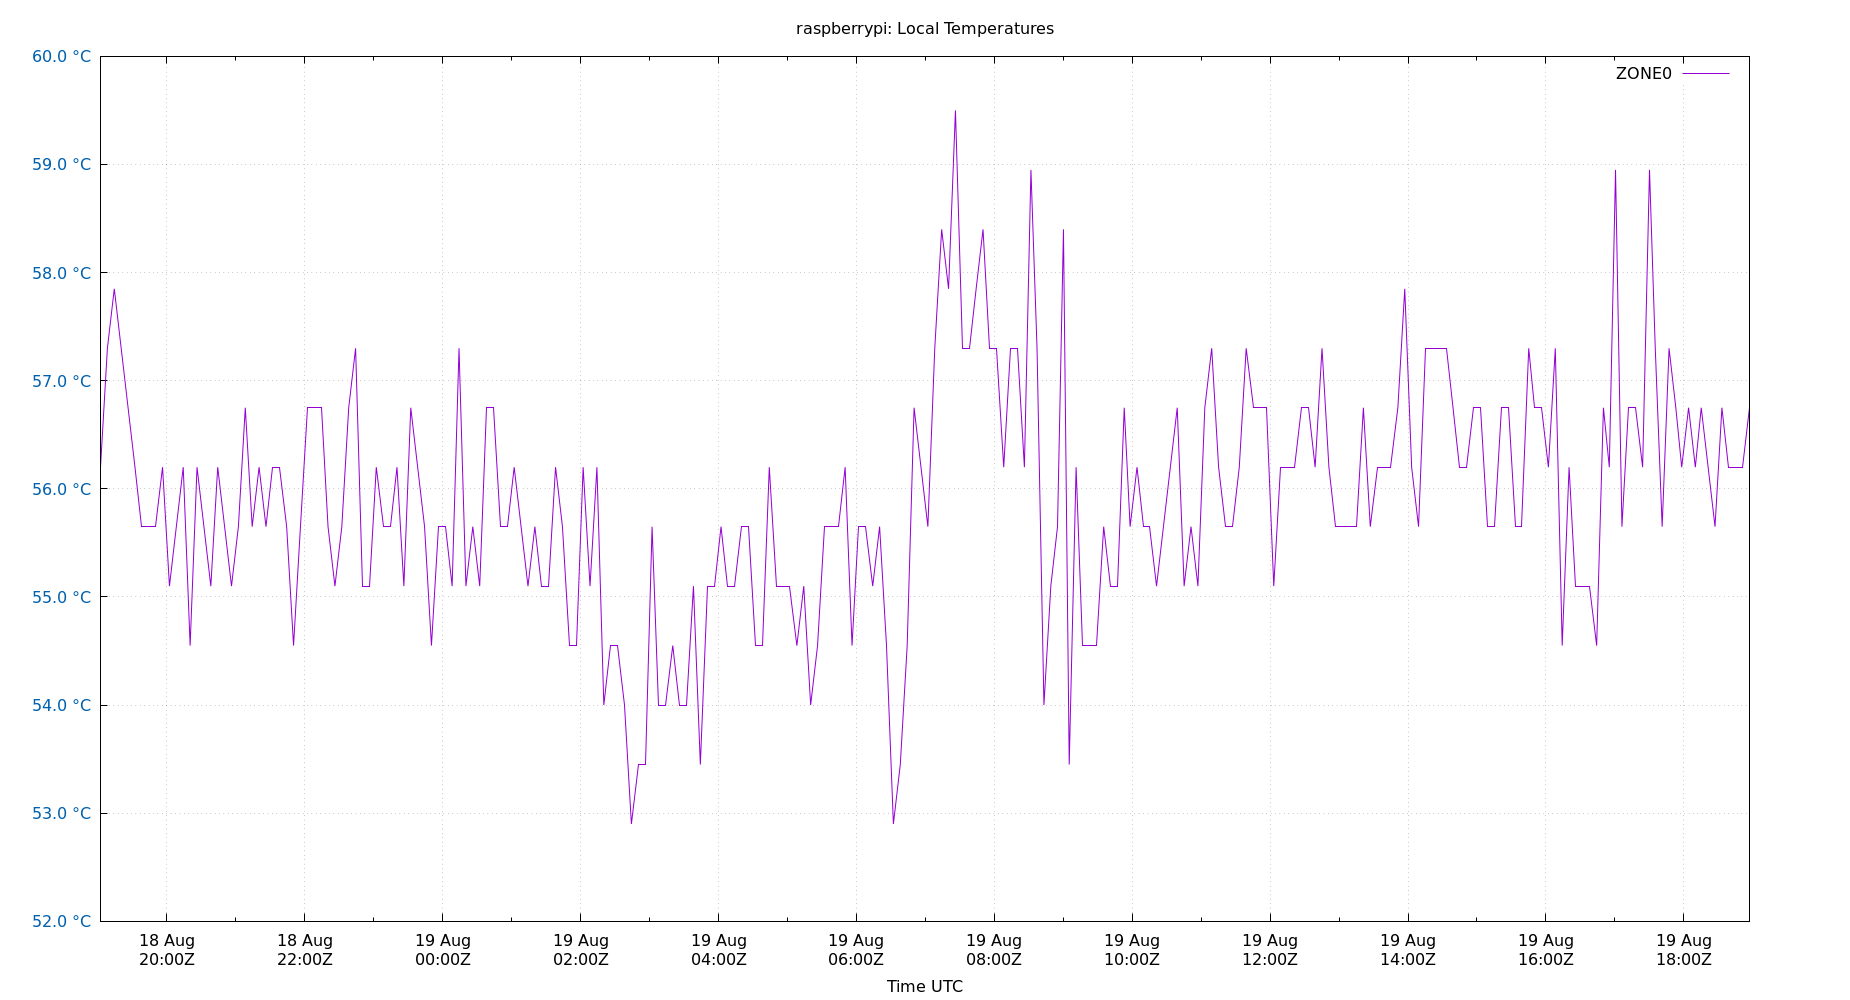 raspberrypi: Local Temperatures
60.0 °C
59.0 °C
58.0 °C
57.0 °C
56.0 °C
55.0 °C
54.0 °C
53.0 °C
52.0 °C
ZONE0
18 Aug
20:00Z
18 Aug
22:00Z
19 Aug
00:00Z
19 Aug
02:00Z
19 Aug
04:00Z
19 Aug
06:00Z
19 Aug
08:00Z
19 Aug
10:00Z
19 Aug
12:00Z
19 Aug
14:00Z
19 Aug
16:00Z
19 Aug
18:00Z
Time UTC